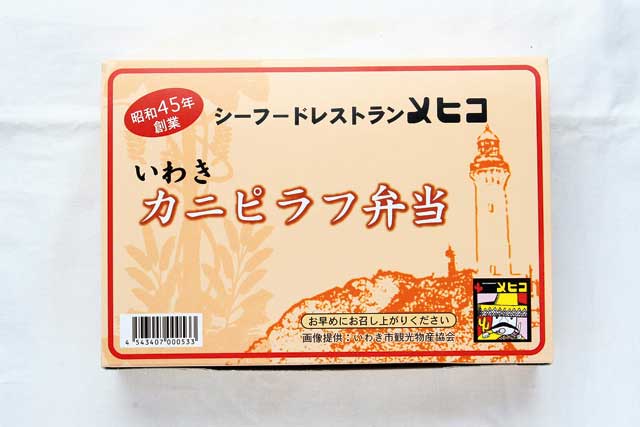 昭和45年
創業
シーフードレストランメヒコ
いわき
カニピラフ弁当
メヒコ
お早めにお召し上がりください
画像提供：いわき市観光物産協会
4 543407 000533